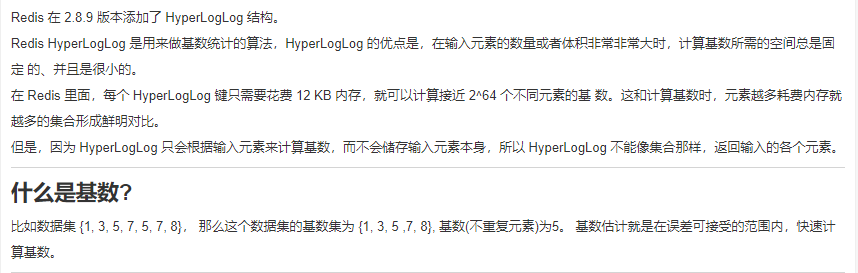 Redis 在 2.8.9 版本添加了 HyperLogLog 结构。
Redis HyperLogLog 是用来做基数统计的算法，HyperLogLog 的优点是，在输入元素的数量或者体积非常非常大时，计算基数所需的空间总是固
定 的、并且是很小的。
在 Redis 里面，每个 HyperLogLog 键只需要花费 12 KB 内存，就可以计算接近 2^64 个不同元素的基 数。这和计算基数时，元素越多耗费内存就
越多的集合形成鲜明对比。
但是，因为 HyperLogLog 只会根据输入元素来计算基数，而不会储存输入元素本身，所以 HyperLogLog 不能像集合那样，返回输入的各个元素。
什么是基数?
比如数据集 {1, 3, 5, 7, 5, 7, 8}， 那么这个数据集的基数集为 {1, 3, 5 ,7, 8}, 基数(不重复元素)为5。 基数估计就是在误差可接受的范围内，快速计
算基数。